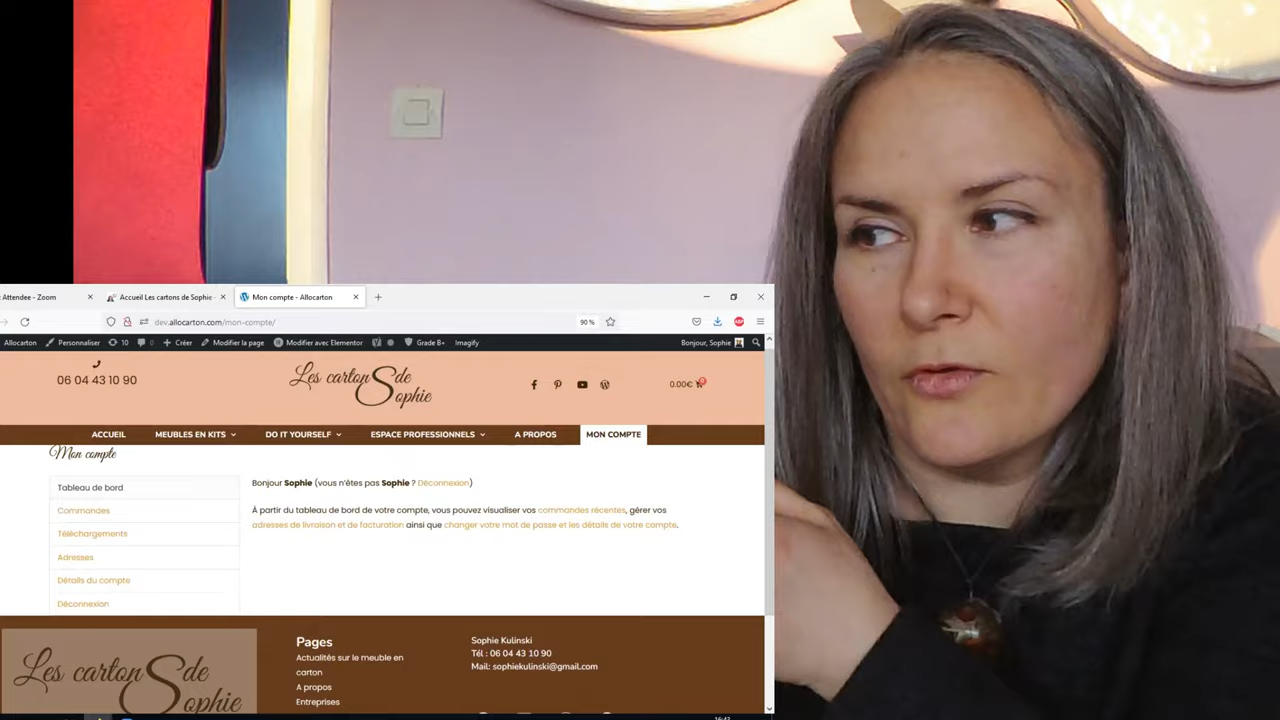 Attendee - Zoom
Accueil Les cartons de Sophie -
Mon compte - Allocarton
dev.allocarton.com/mon-compte/
90 %
Allocarton
Personnaliser
10
0
Créer
Modifier la page
Modifier avec Elementor
Grade B+
Imagify
Bonjour, Sophie
06 04 43 10 90
Les cartons de Sophie
0.00€
0
ACCUEIL
MEUBLES EN KITS
DO IT YOURSELF
ESPACE PROFESSIONNELS
A PROPOS
MON COMPTE
Mon compte
Tableau de bord
Commandes
Téléchargements
Adresses
Détails du compte
Déconnexion
Bonjour Sophie (vous n'êtes pas Sophie ? Déconnexion)
À partir du tableau de bord de votre compte, vous pouvez visualiser vos commandes récentes, gérer vos
adresses de livraison et de facturation ainsi que changer votre mot de passe et les détails de votre compte.
Les cartons de Sophie
Pages
Actualités sur le meuble en
carton
A propos
Entreprises
Sophie Kulinski
Tél : 06 04 43 10 90
Mail: sophiekulinski@gmail.com